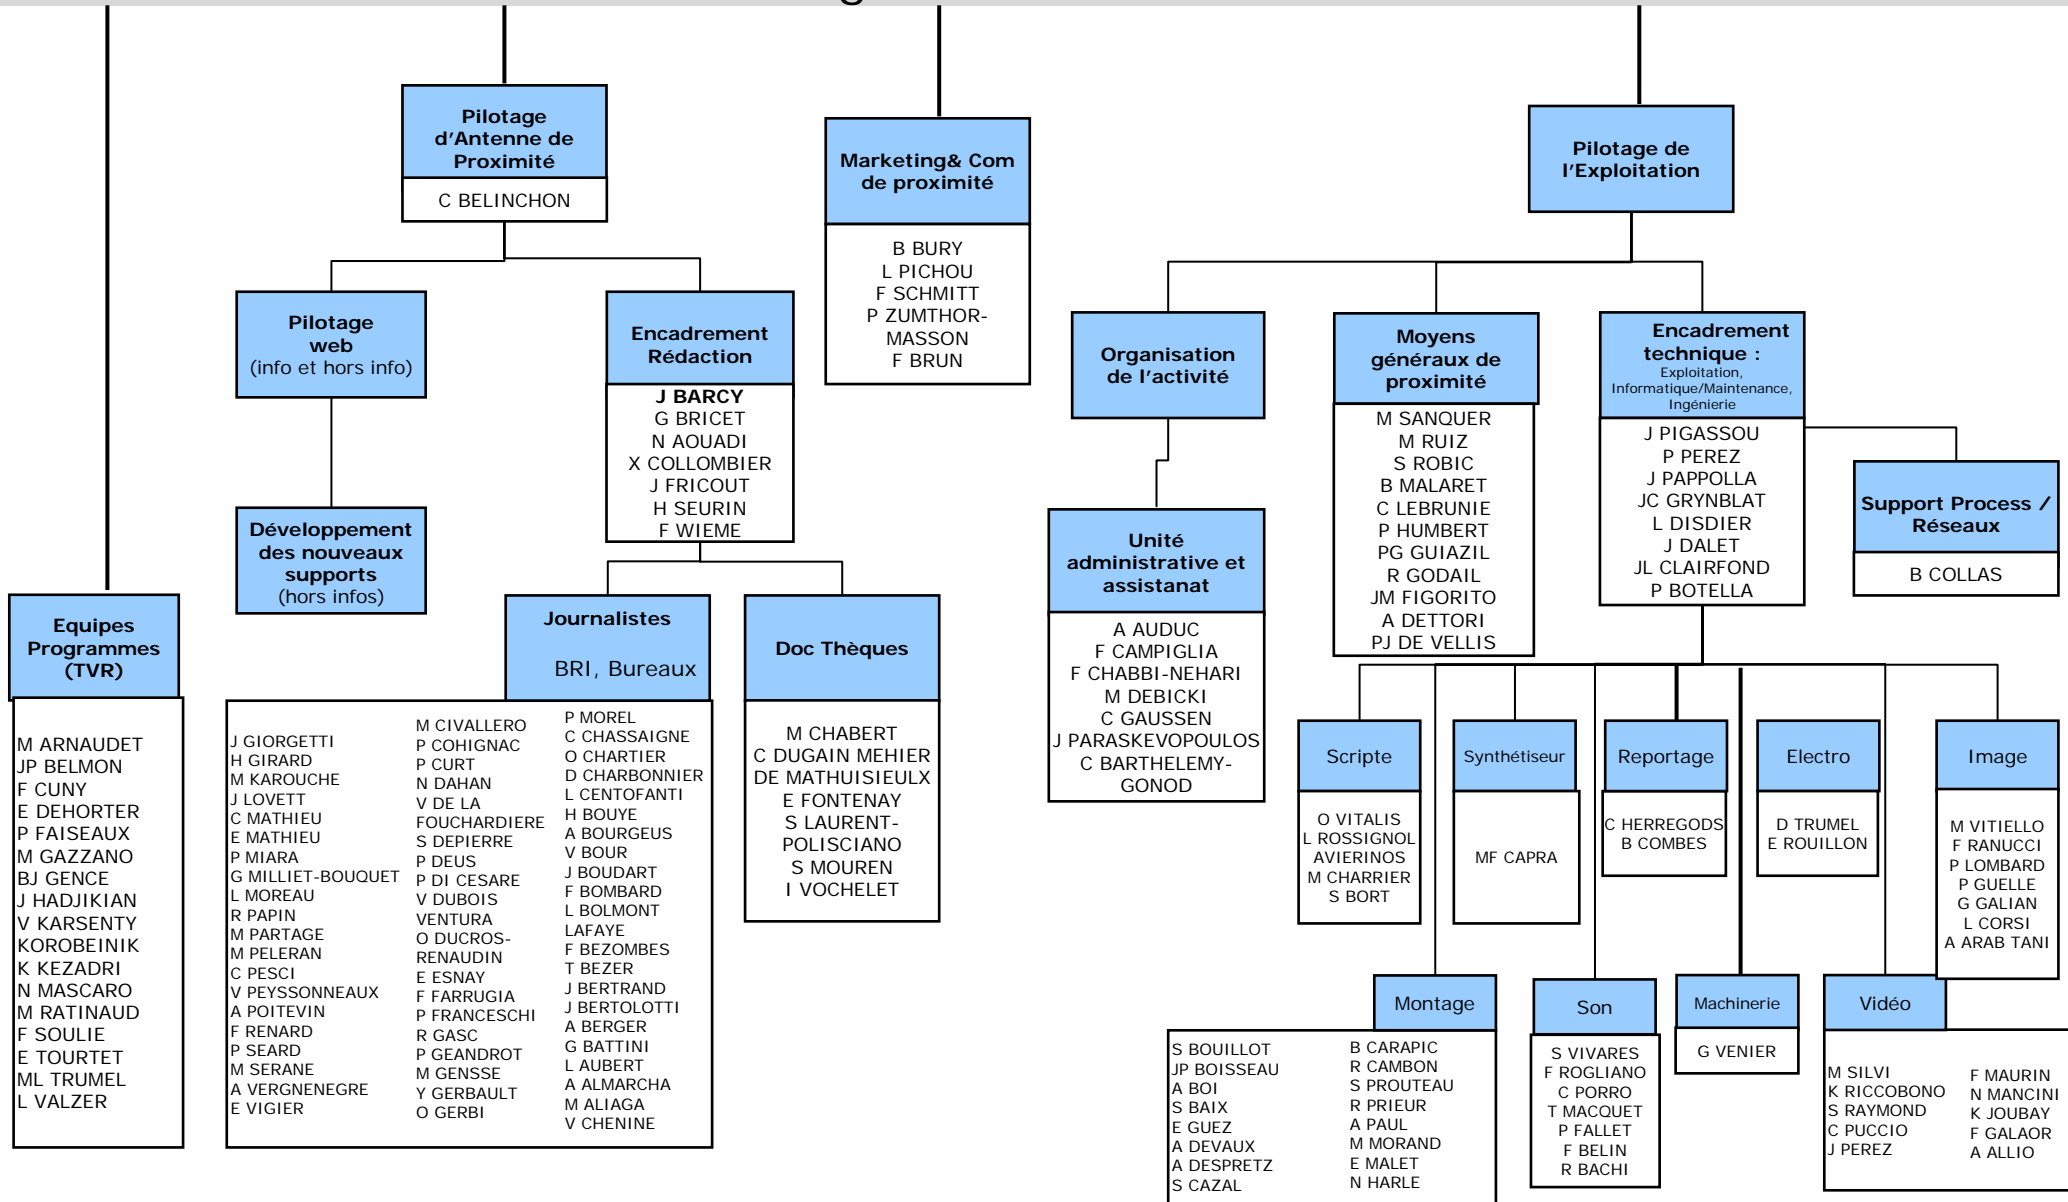 Pilotage
d'Antenne de
Proximité
C BELINCHON
Marketing& Com
de proximité
B BURY
L PICHOU
F SCHMITT
P ZUMTHOR-
MASSON
F BRUN
Pilotage de
l'Exploitation
Pilotage
web
(info et hors info)
Encadrement
Rédaction
J BARCY
G BRICET
N AOUADI
X COLLOMBIER
J FRICOUT
H SEURIN
F WIEME
Organisation
de l'activité
Moyens
généraux de
proximité
M SANQUER
M RUIZ
S ROBIC
B MALARET
C LEBRUNIE
P HUMBERT
PG GUIAZIL
R GODAIL
JM FIGORITO
A DETTORI
PJ DE VELLIS
Encadrement
technique :
Exploitation,
Informatique/Maintenance,
Ingénierie
J PIGASSOU
P PEREZ
J PAPPOLLA
JC GRYNBLAT
L DISDIER
J DALET
JL CLAIRFOND
P BOTELLA
Support Process /
Réseaux
B COLLAS
Développement
des nouveaux
supports
(hors infos)
Unité
administrative et
assistanat
A AUDUC
F CAMPIGLIA
F CHABBI-NEHARI
M DEBICKI
C GAUSSEN
J PARASKEVOPOULOS
C BARTHELEMY-
GONOD
Equipes
Programmes
(TVR)
M ARNAUDET
JP BELMON
F CUNY
E DEHORTER
P FAISEAUX
M GAZZANO
BJ GENCE
J HADJIKIAN
V KARSENTY
KOROBEINIK
K KEZADRI
N MASCARO
M RATINAUD
F SOULIE
E TOURTET
ML TRUMEL
L VALZER
Journalistes
BRI, Bureaux
J GIORGETTI
H GIRARD
M KAROUCHE
J LOVETT
C MATHIEU
E MATHIEU
P MIARA
G MILLIET-BOUQUET
L MOREAU
R PAPIN
M PARTAGE
M PELERAN
C PESCI
V PEYSSONNEAUX
A POITEVIN
F RENARD
P SEARD
M SERANE
A VERGNENEGRE
E VIGIER
M CIVALLERO
P COHIGNAC
P CURT
N DAHAN
V DE LA
FOUCHARDIERE
S DEPIERRE
P DEUS
P DI CESARE
V DUBOIS
VENTURA
O DUCROS-
RENAUDIN
E ESNAY
F FARRUGIA
P FRANCESCHI
R GASC
P GEANDROT
M GENSSE
Y GERBAULT
O GERBI
P MOREL
C CHASSAIGNE
O CHARTIER
D CHARBONNIER
L CENTOFANTI
H BOUYE
A BOURGEUS
V BOUR
J BOUDART
F BOMBARD
L BOLMONT
LAFAYE
F BEZOMBES
T BEZER
J BERTRAND
J BERTOLOTTI
A BERGER
G BATTINI
L AUBERT
A ALMARCHA
M ALIAGA
V CHENINE
Doc Thèques
M CHABERT
C DUGAIN MEHIER
DE MATHUISIEULX
E FONTENAY
S LAURENT-
POLISCIANO
S MOUREN
I VOCHELET
Scripte
O VITALIS
L ROSSIGNOL
AVIERINOS
M CHARRIER
S BORT
Synthétiseur
MF CAPRA
Reportage
C HERREGODS
B COMBES
Electro
D TRUMEL
E ROUILLON
Image
M VITIELLO
F RANUCCI
P LOMBARD
P GUELLE
G GALIAN
L CORSI
A ARAB TANI
Montage
S BOUILLOT
JP BOISSEAU
A BOI
S BAIX
E GUEZ
A DEVAUX
A DESPRETZ
S CAZAL
B CARAPIC
R CAMBON
S PROUTEAU
R PRIEUR
A PAUL
M MORAND
E MALET
N HARLE
Son
S VIVARES
F ROGLIANO
C PORRO
T MACQUET
P FALLET
F BELIN
R BACHI
Machinerie
G VENIER
Vidéo
M SILVI
K RICCOBONO
S RAYMOND
C PUCCIO
J PEREZ
F MAURIN
N MANCINI
K JOUBAY
F GALAOR
A ALLIO